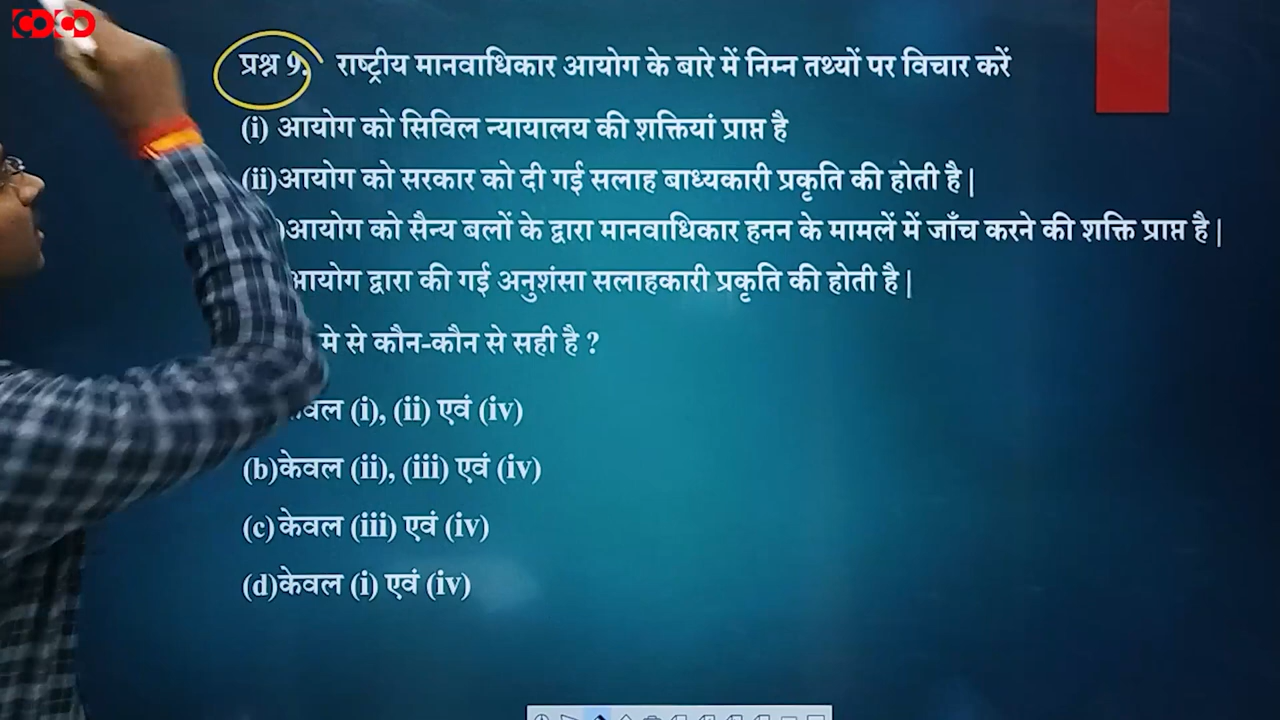 प्रश्न 9. राष्ट्रीय मानवाधिकार आयोग के बारे में निम्न तथ्यों पर विचार करें
(i) आयोग को सिविल न्यायालय की शक्तियां प्राप्त है
(ii)आयोग को सरकार को दी गई सलाह बाध्यकारी प्रकृति की होती है |
)आयोग को सैन्य बलों के द्वारा मानवाधिकार हनन के मामलें में जाँच करने की शक्ति प्राप्त है |
आयोग द्वारा की गई अनुशंसा सलाहकारी प्रकृति की होती है |
मे से कौन-कौन से सही है ?
केवल (i), (ii) एवं (iv)
(b)केवल (ii), (iii) एवं (iv)
(c)केवल (iii) एवं (iv)
(d)केवल (i) एवं (iv)